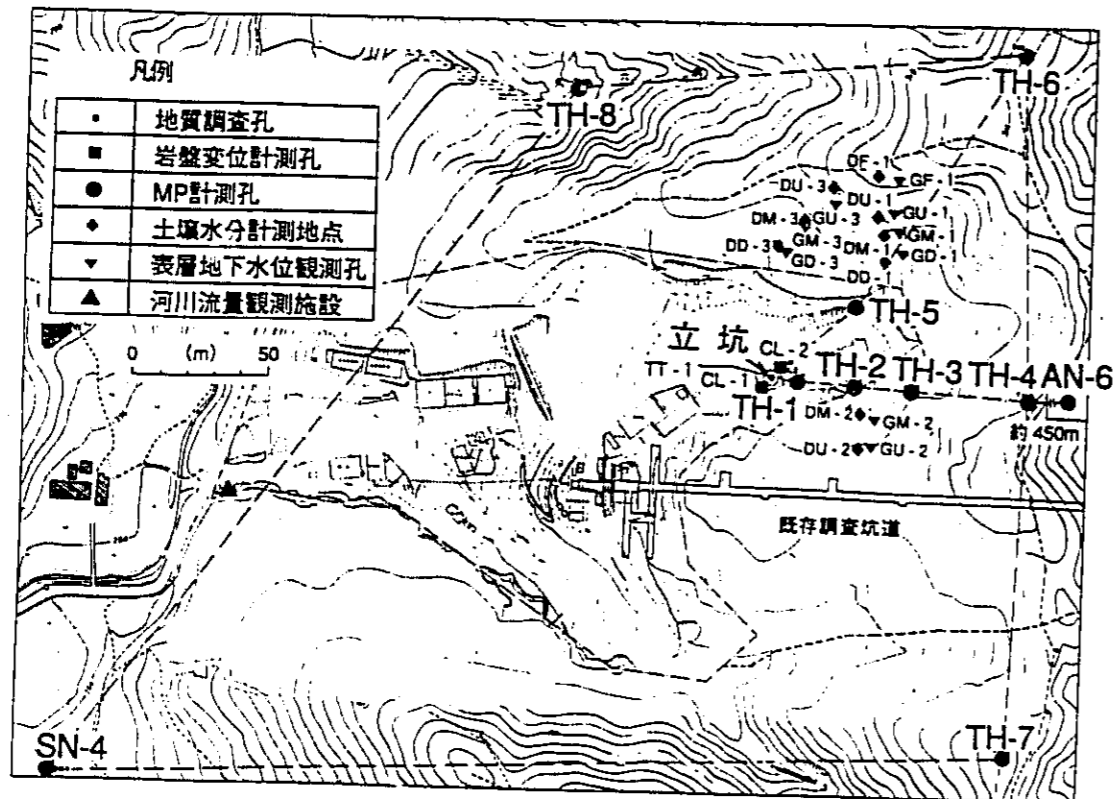 凡例
地質調査孔
岩盤変位計測孔
MP計測孔
土壌水分計測地点
表層地下水位観測孔
河川流量観測施設
0 (m) 50
TH-8
TH-6
DF-1
GF-1
DU-3
DU-1
GU-1
DM-3
GU-3
GM-3
DM-1
GM-1
DD-3
GD-3
GD-1
DD-1
TH-5
立坑
CL-2
TT-1
CL-1
TH-1
TH-2
TH-3
TH-4
AN-6
約450m
DM-2
GM-2
DU-2
GU-2
既存調査坑道
SN-4
TH-7